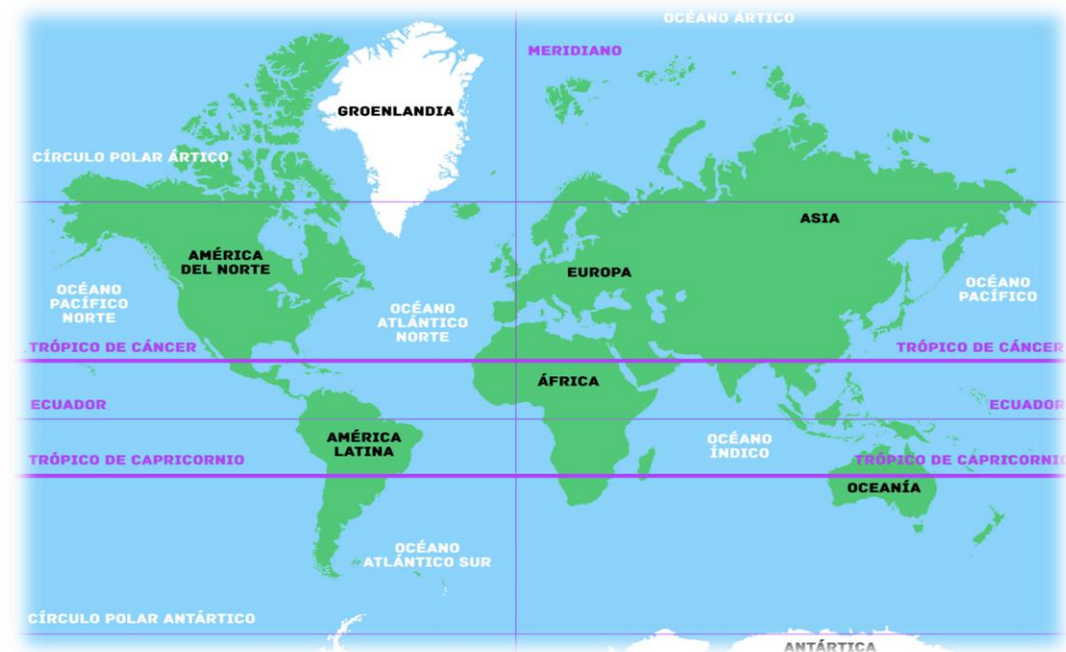 OCÉANO ÁRTICO
MERIDIANO
GROENLANDIA
CÍRCULO POLAR ÁRTICO
ASIA
AMÉRICA
DEL NORTE
EUROPA
OCÉANO
PACÍFICO
NORTE
OCÉANO
ATLÁNTICO
NORTE
OCÉANO
PACÍFICO
TRÓPICO DE CÁNCER
TRÓPICO DE CÁNCER
ÁFRICA
ECUADOR
ECUADOR
AMÉRICA
LATINA
OCÉANO
ÍNDICO
TRÓPICO DE CAPRICORNIO
TRÓPICO DE CAPRICORNIO
OCEANÍA
OCÉANO
ATLÁNTICO SUR
CÍRCULO POLAR ANTÁRTICO
ANTÁRTICA